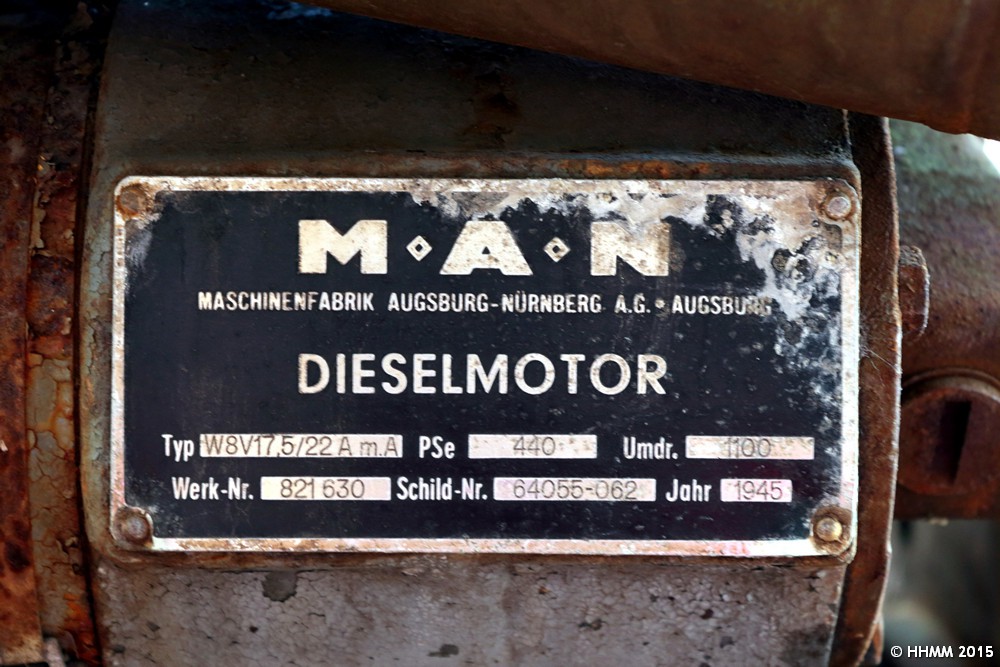 M◇A◇N
MASCHINENFABRIK AUGSBURG-NÜRNBERG A.G. ◇ AUGSBURG
DIESELMOTOR
Typ W8V17,5/22 A m.A PSe 440 Umdr. 1100
Werk-Nr. 821 630 Schild-Nr. 64055-062 Jahr 1945
© HHMM 2015